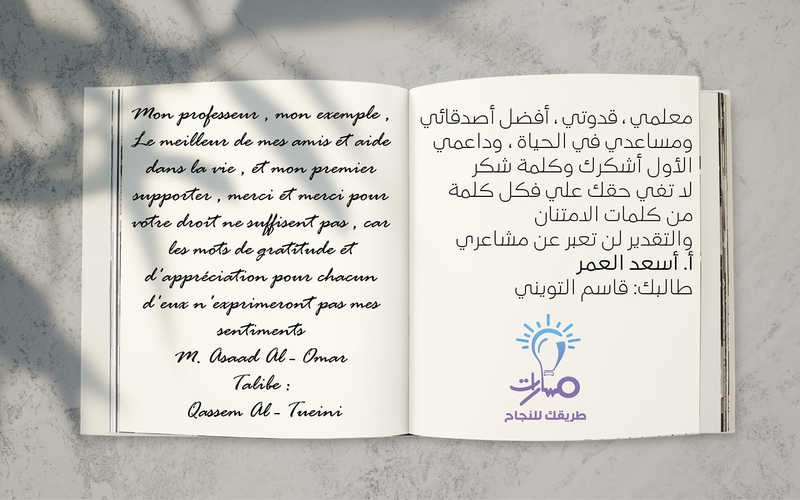 Mon professeur , mon exemple ,
Le meilleur de mes amis et aide
dans la vie , et mon premier
supporter , merci et merci pour
votre droit ne suffisent pas , car
les mots de gratitude et
d'appréciation pour chacun
d'eux n'exprimeront pas mes
sentiments
M. Asaad Al - Omar
Talibe :
Qassem Al - Tueini
معلمي ، قدوتي ، أفضل أصدقائي
ومساعدي في الحياة ، وداعمي
الأول أشكرك وكلمة شكر
لا تفي حقك علي فكل كلمة
من كلمات الامتنان
والتقدير لن تعبر عن مشاعري
أ. أسعد العمر
طالبك: قاسم التويني
مسارات
طريقك للنجاح